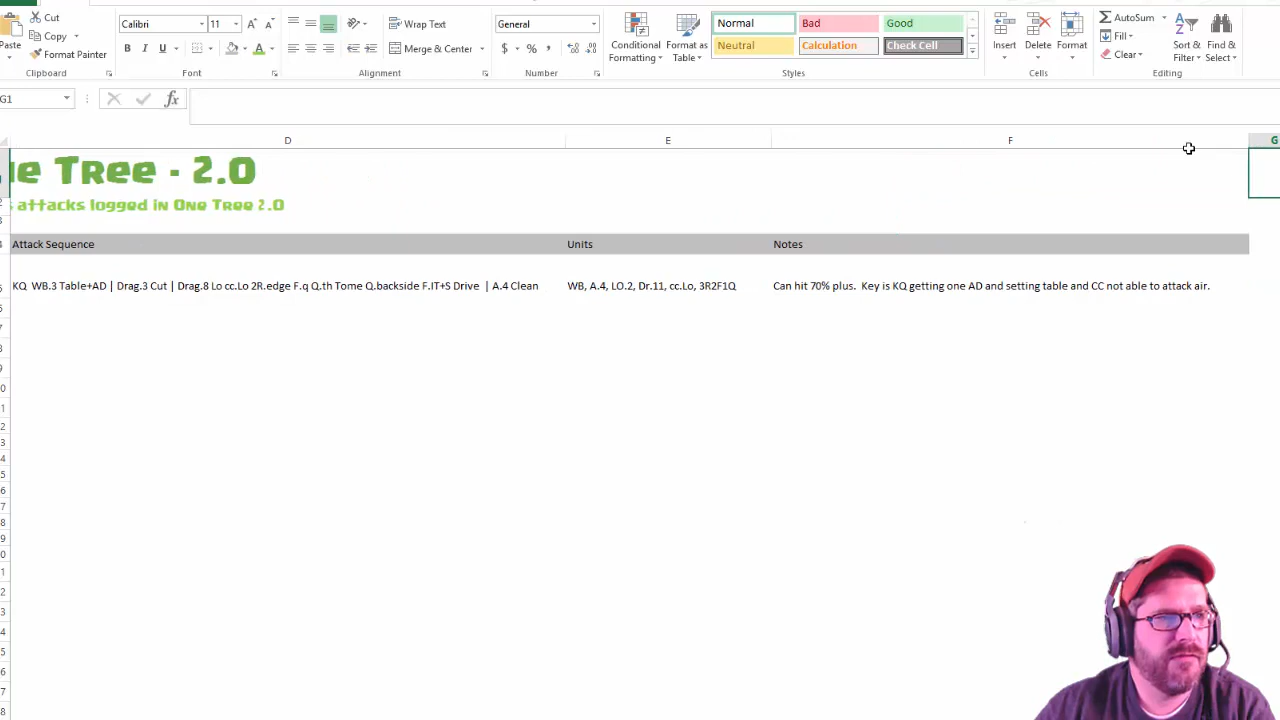 Cut
Calibri
11
Wrap Text
General
Normal
Bad
Good
AutoSum
Copy
Paste
Conditional
Format as
Neutral
Calculation
Check Cell
Insert
Delete
Format
Fill
Sort &
Find &
Format Painter
B I U
Merge & Center
$ % ,
Formatting
Table
Clear
Filter
Select
Clipboard
Font
Alignment
Number
Styles
Cells
Editing
G1
fx
D E F G
Tree - 2.0
attacks logged in One Tree 2.0
Attack Sequence
Units
Notes
KQ WB.3 Table+AD | Drag.3 Cut | Drag.8 Lo cc.Lo 2R.edge F.q Q.th Tome Q.backside F.IT+S Drive | A.4 Clean
WB, A.4, LO.2, Dr.11, cc.Lo, 3R2F1Q
Can hit 70% plus. Key is KQ getting one AD and setting table and CC not able to attack air.